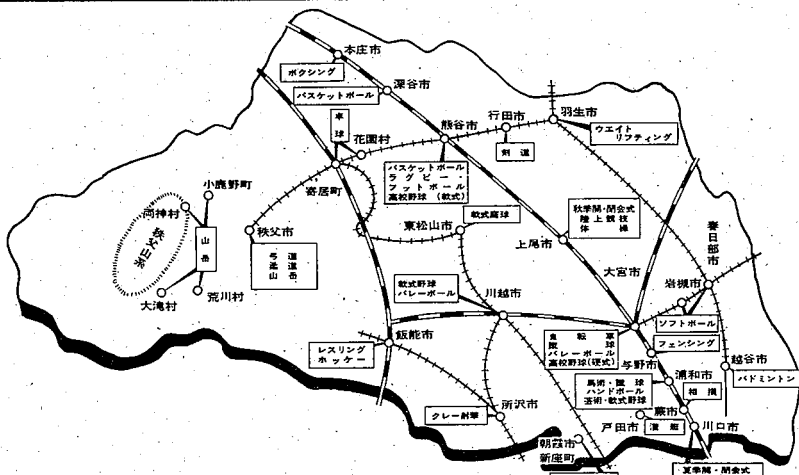 本庄市
ボクシング
深谷市
バスケットボール
卓球
花園村
熊谷市
行田市
剣道
羽生市
ウエイト
リフティング
バスケットボール
ラグビー・
フットボール
高校野球(軟式)
寄居町
小鹿野町
両神村
山岳
大滝村
荒川村
秩父市
弓道
柔道
山岳
東松山市
軟式庭球
秋季開・閉会式
陸上競技
体操
上尾市
大宮市
春日部市
岩槻市
ソフトボール
軟式野球
バレーボール
川越市
自転車
蹴球
バレーボール
高校野球(硬式)
フェンシング
与野市
越谷市
バドミントン
レスリング
ホッケー
飯能市
馬術・蹴球
ハンドボール
芸術・軟式野球
浦和市
相撲
蕨市
クレー射撃
所沢市
戸田市
漕艇
川口市
朝霞市
新座町
夏季開・閉会式